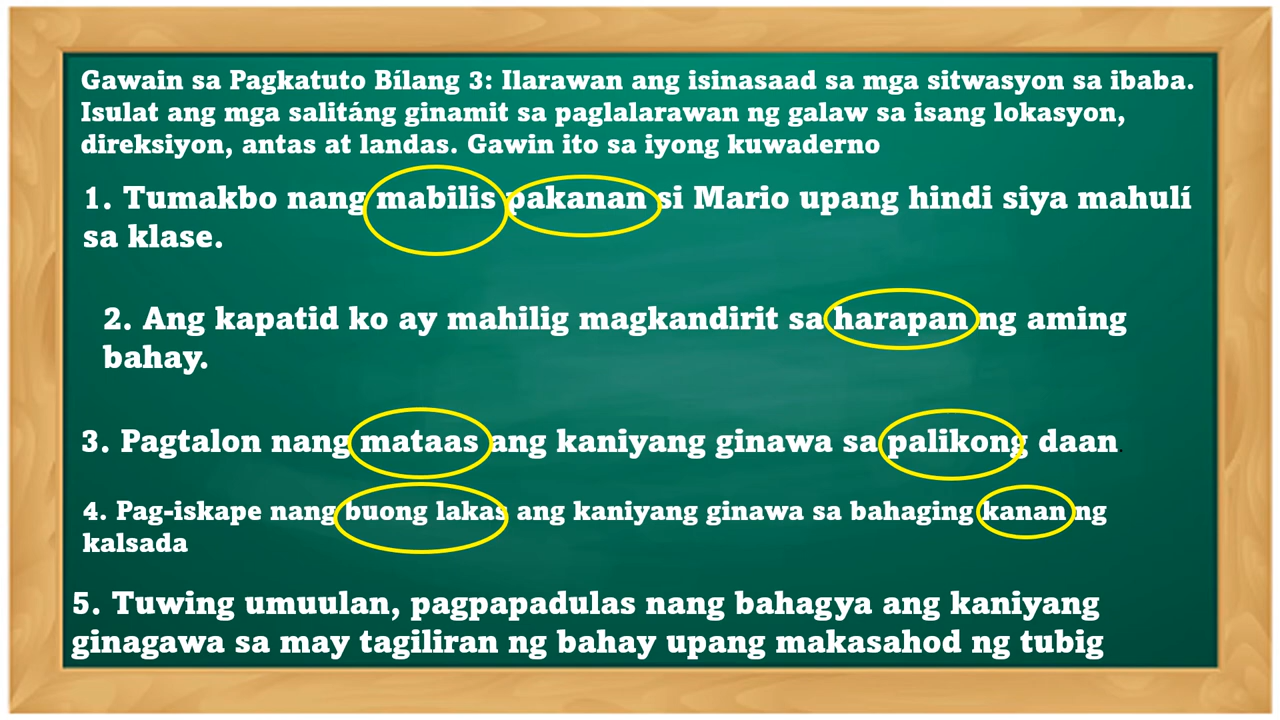 Gawain sa Pagkatuto Bílang 3: Ilarawan ang isinasaad sa mga sitwasyon sa ibaba.
Isulat ang mga salitáng ginamit sa paglalarawan ng galaw sa isang lokasyon,
direksiyon, antas at landas. Gawin ito sa iyong kuwaderno
1. Tumakbo nang mabilis pakanan si Mario upang hindi siya mahulí
sa klase.
2. Ang kapatid ko ay mahilig magkandirit sa harapan ng aming
bahay.
3. Pagtalon nang mataas ang kaniyang ginawa sa palikong daan.
4. Pag-iskape nang buong lakas ang kaniyang ginawa sa bahaging kanan ng
kalsada
5. Tuwing umuulan, pagpapadulas nang bahagya ang kaniyang
ginagawa sa may tagiliran ng bahay upang makasahod ng tubig